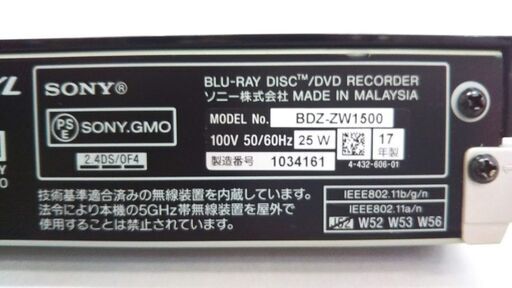 SONY®
BLU-RAY DISC™/DVD RECORDER
ソニー株式会社 MADE IN MALAYSIA
PS E SONY.GMO
MODEL No. BDZ-ZW1500
100V 50/60Hz 25 W 17年製
2.4DS/OF4
製造番号 1034161
4-432-606-01
技術基準適合済みの無線装置を内蔵しています。
法令により本機の5GHz帯無線装置を屋外で
使用することは禁止されています。
IEEE802.11b/g/n
IEEE802.11a/n
J52 W52 W53 W56